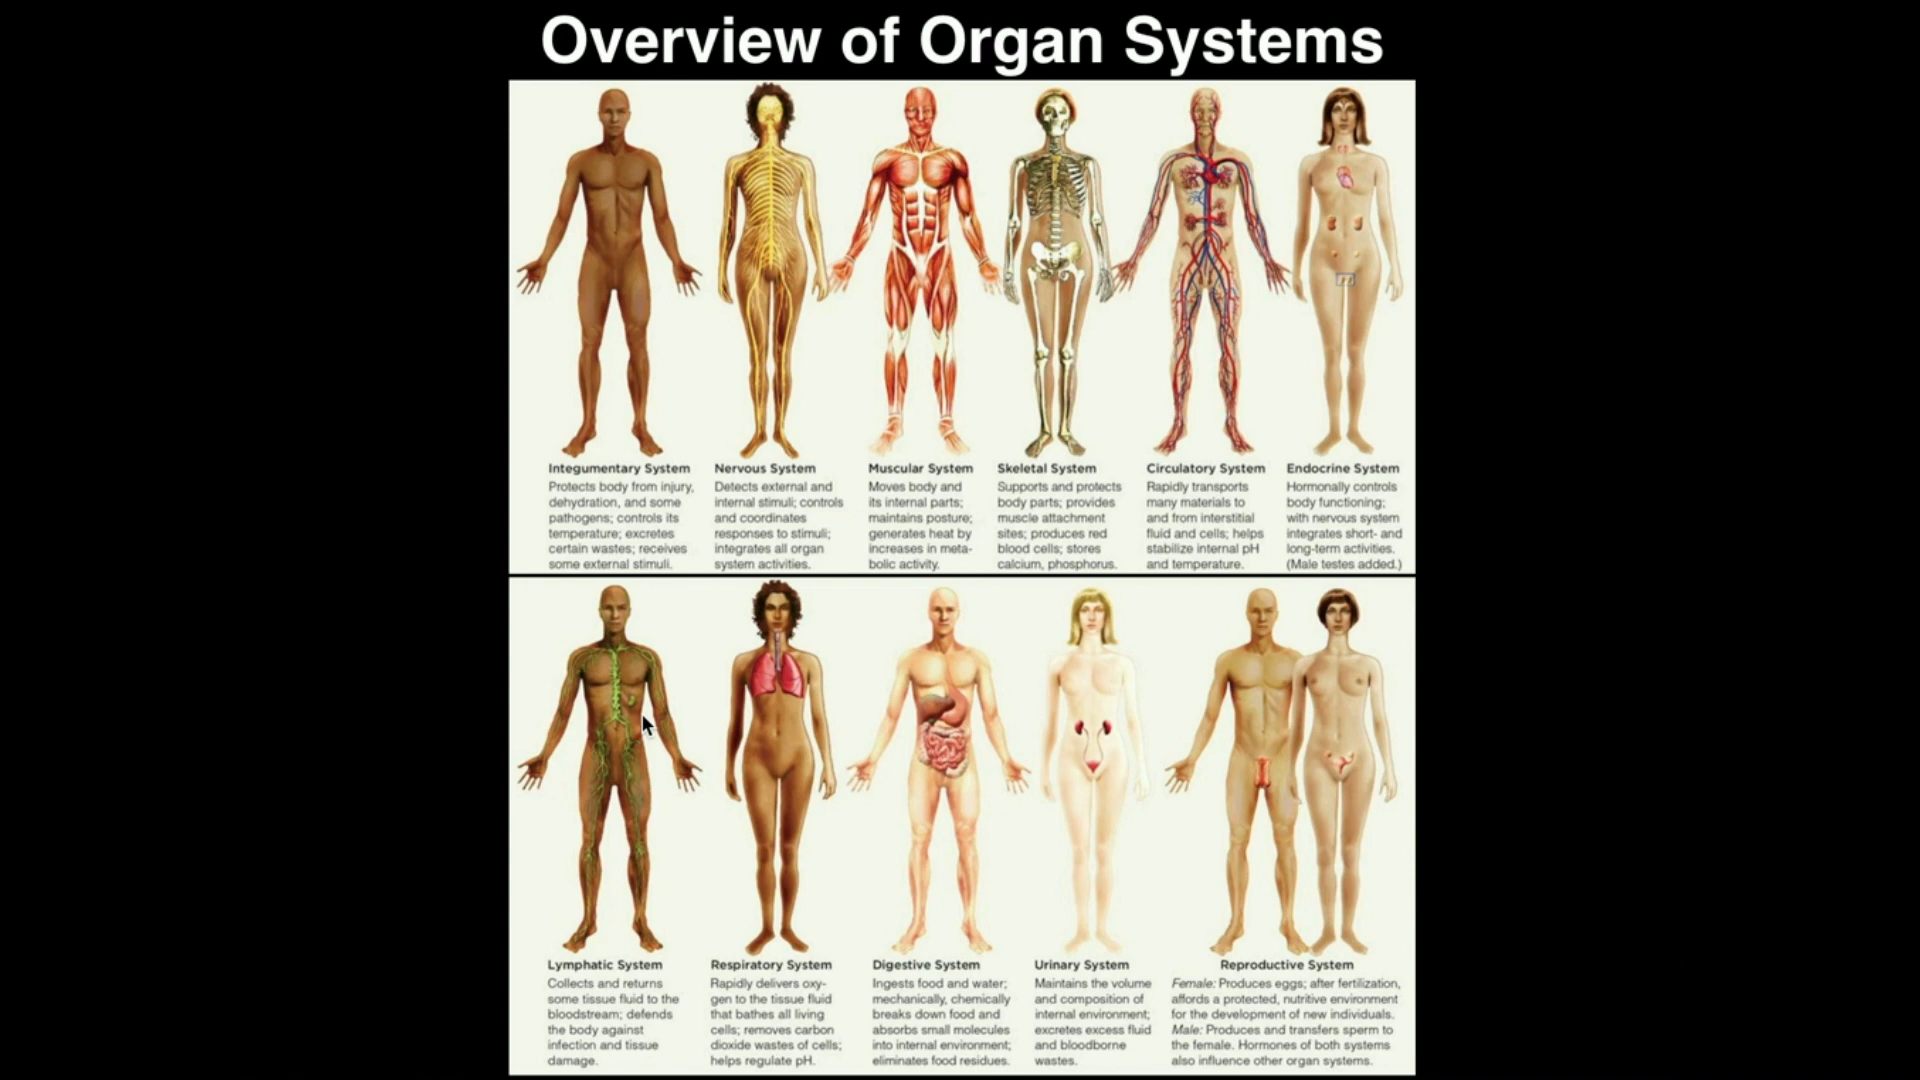 Overview of Organ Systems
Integumentary System
Protects body from injury,
dehydration, and some
pathogens; controls its
temperature; excretes
certain wastes; receives
some external stimuli.
Nervous System
Detects external and
internal stimuli; controls
and coordinates
responses to stimuli;
integrates all organ
system activities.
Muscular System
Moves body and
its internal parts;
maintains posture;
generates heat by
increases in meta-
bolic activity.
Skeletal System
Supports and protects
body parts; provides
muscle attachment
sites; produces red
blood cells; stores
calcium, phosphorus.
Circulatory System
Rapidly transports
many materials to
and from interstitial
fluid and cells; helps
stabilize internal pH
and temperature.
Endocrine System
Hormonally controls
body functioning;
with nervous system
integrates short- and
long-term activities.
(Male testes added.)
Lymphatic System
Collects and returns
some tissue fluid to the
bloodstream; defends
the body against
infection and tissue
damage.
Respiratory System
Rapidly delivers oxy-
gen to the tissue fluid
that bathes all living
cells; removes carbon
dioxide wastes of cells;
helps regulate pH.
Digestive System
Ingests food and water;
mechanically, chemically
breaks down food and
absorbs small molecules
into internal environment;
eliminates food residues.
Urinary System
Maintains the volume
and composition of
internal environment;
excretes excess fluid
and bloodborne
wastes.
Reproductive System
Female: Produces eggs; after fertilization,
affords a protected, nutritive environment
for the development of new individuals.
Male: Produces and transfers sperm to
the female. Hormones of both systems
also influence other organ systems.